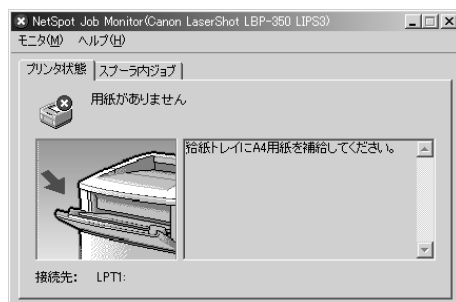 NetSpot Job Monitor(Canon LaserShot LBP-350 LIPS3)
モニタ(M) ヘルプ(H)
プリンタ状態 スプーラ内ジョブ
用紙がありません
給紙トレイにA4用紙を補給してください。
接続先: LPT1: